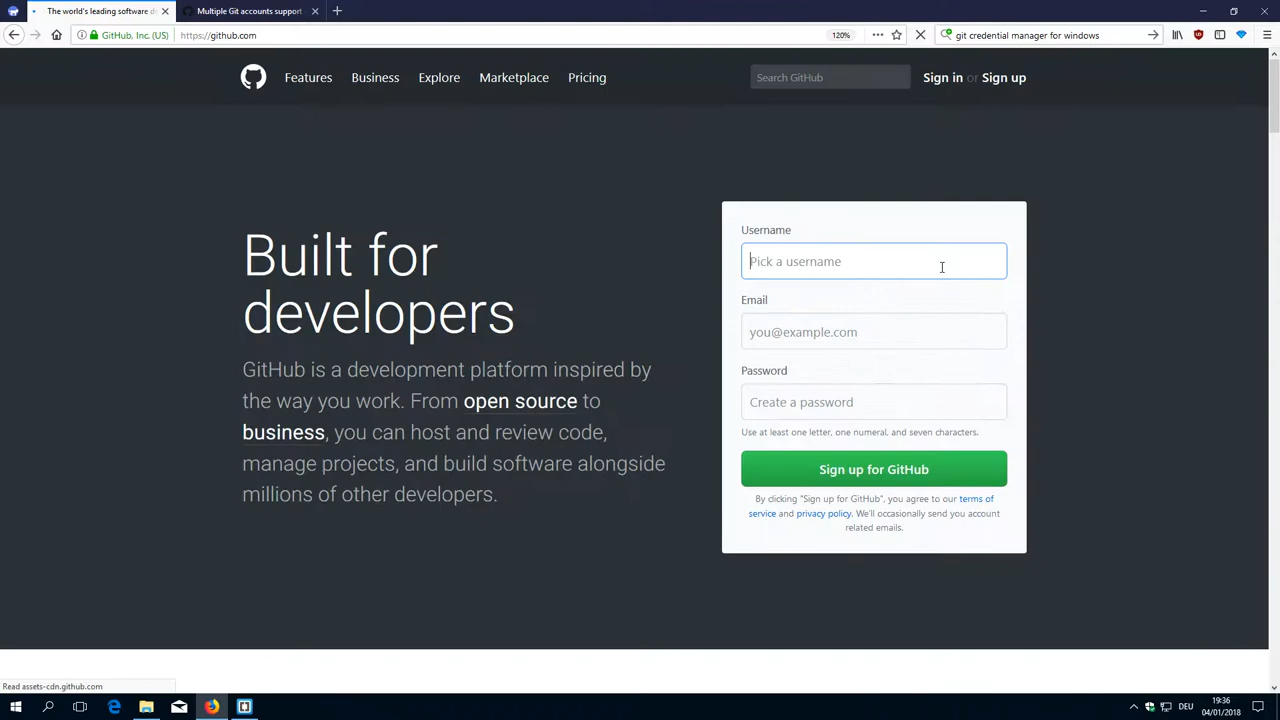 The world's leading software de
Multiple Git accounts support
GitHub, Inc. (US)
https://github.com
120%
git credential manager for windows
Features
Business
Explore
Marketplace
Pricing
Search GitHub
Sign in or Sign up
Built for
developers
GitHub is a development platform inspired by
the way you work. From open source to
business, you can host and review code,
manage projects, and build software alongside
millions of other developers.
Username
Pick a username
Email
you@example.com
Password
Create a password
Use at least one letter, one numeral, and seven characters.
Sign up for GitHub
By clicking "Sign up for GitHub", you agree to our terms of
service and privacy policy. We'll occasionally send you account
related emails.
Read assets-cdn.github.com
DEU
19:36
04/01/2018